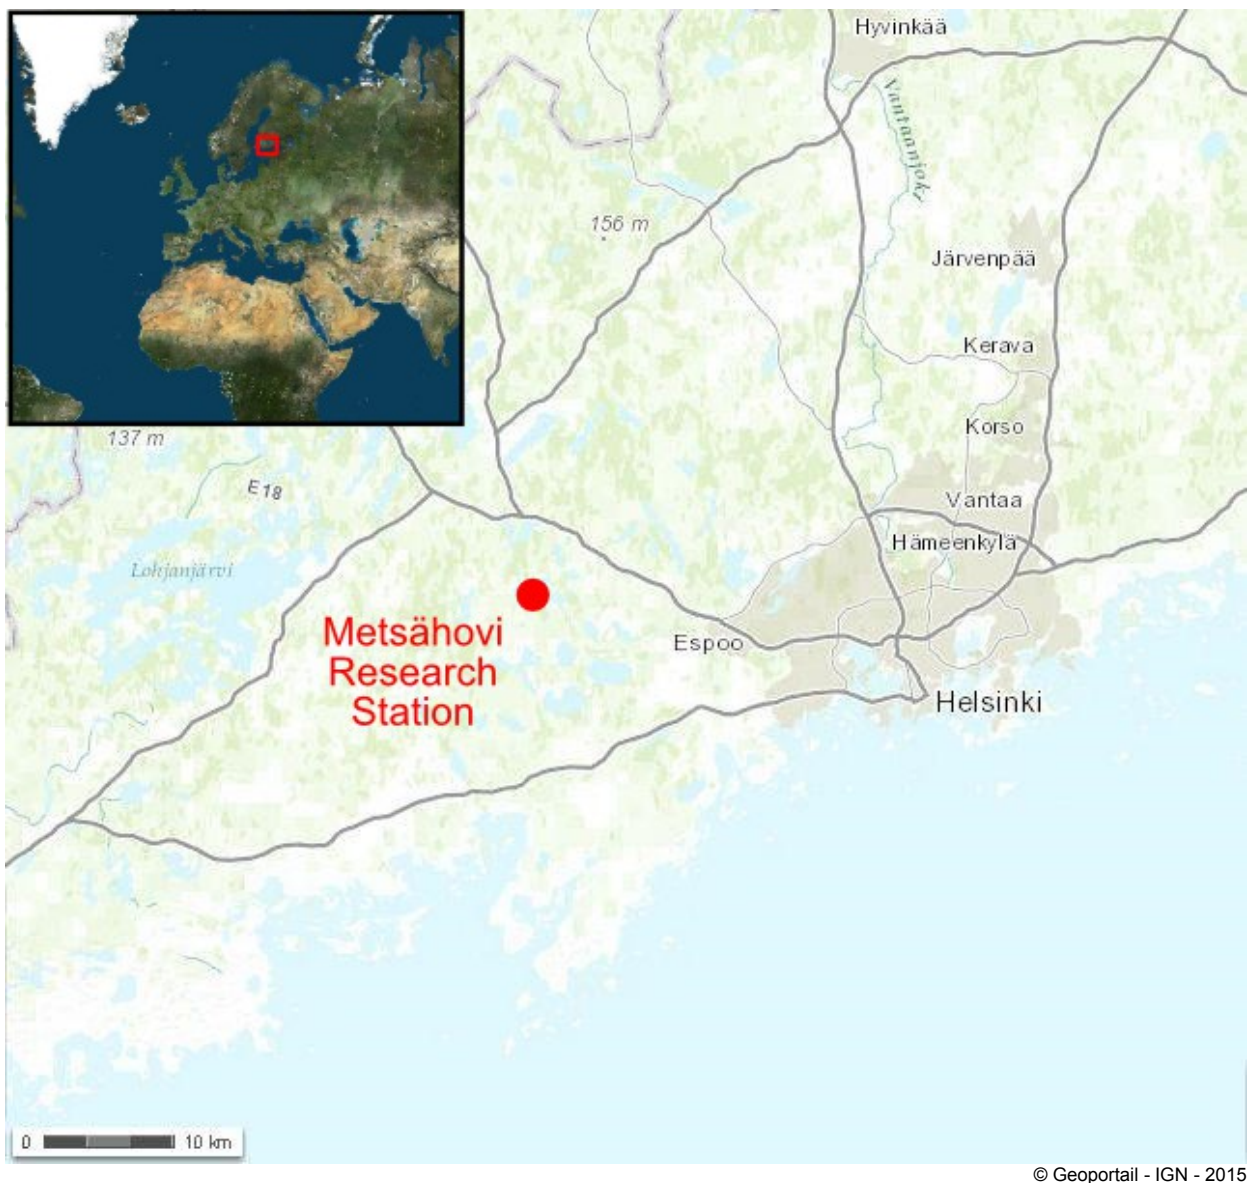 Hyvinkää
Vantaanjoki
156 m
Järvenpää
Kerava
Korso
137 m
E18
Vantaa
Hämeenkylä
Lohjanjärvi
Metsähovi
Research
Station
Espoo
Helsinki
0 10 km
© Geoportail - IGN - 2015